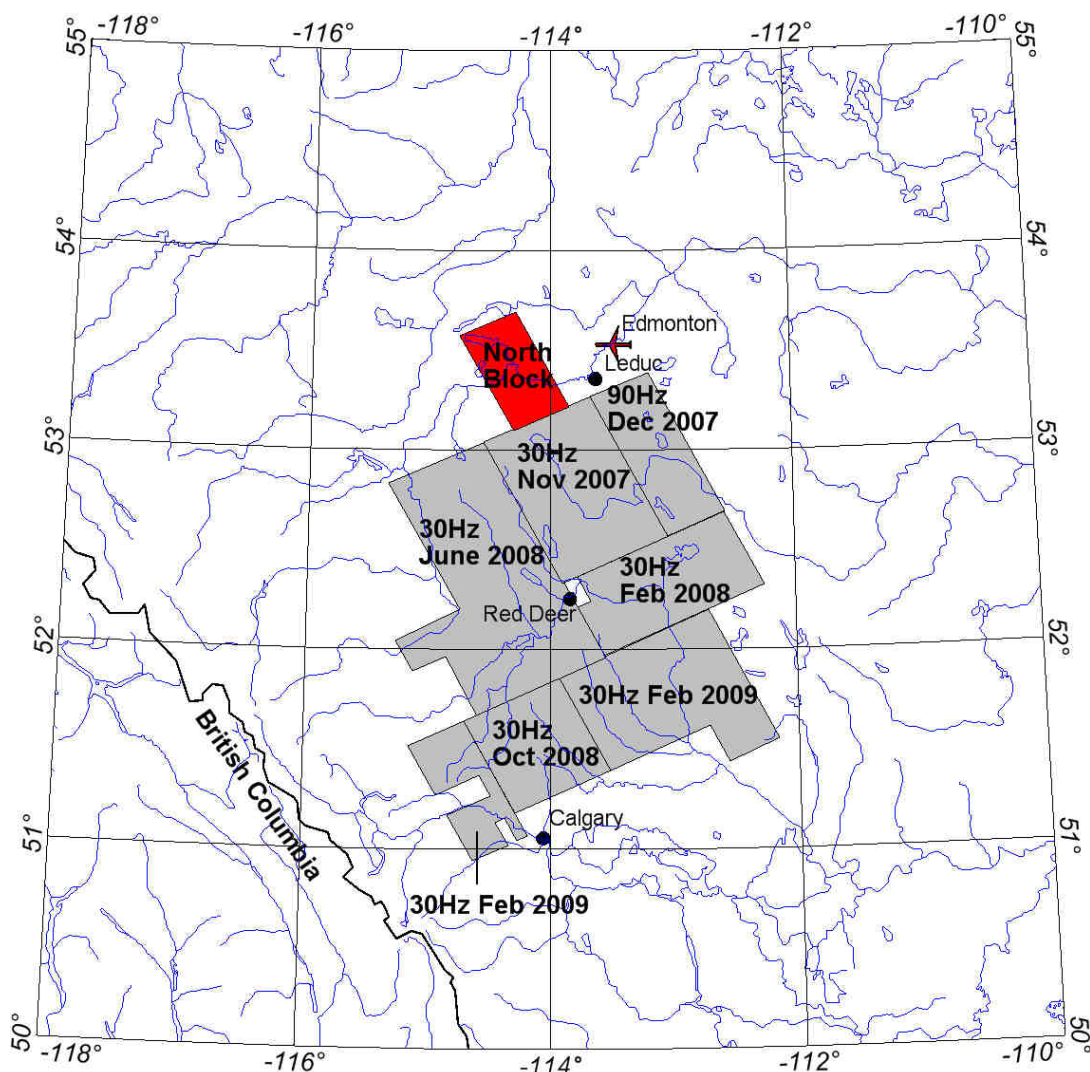 -118°
-116°
-114°
-112°
-110°
55°
55°
54°
54°
Edmonton
Leduc
North
Block
90Hz
Dec 2007
53°
53°
30Hz
Nov 2007
30Hz
June 2008
30Hz
Feb 2008
Red Deer
52°
52°
30Hz Feb 2009
30Hz
Oct 2008
British Columbia
Calgary
51°
51°
30Hz Feb 2009
50°
50°
-118°
-116°
-114°
-112°
-110°